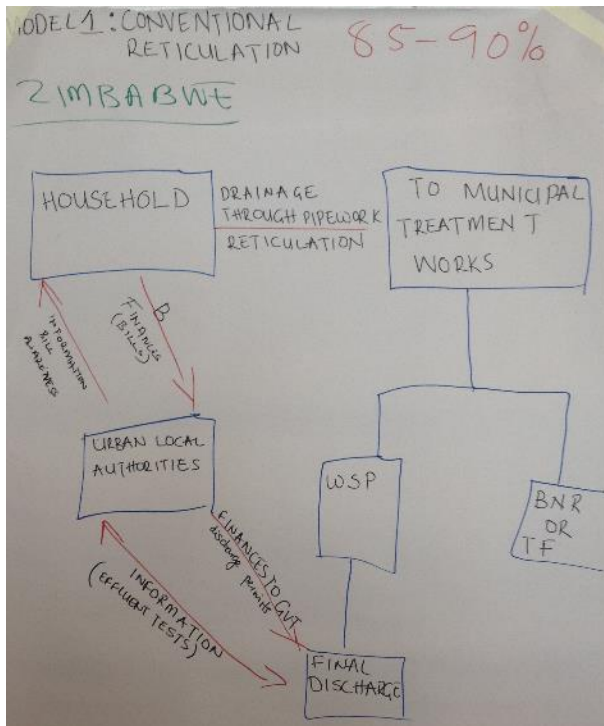 MODEL 1: CONVENTIONAL
RETICULATION
85-90%
ZIMBABWE
HOUSEHOLD
DRAINAGE
THROUGH PIPEWORK
RETICULATION
TO MUNICIPAL
TREATMENT
WORKS
INFORMATION
BILL
AWARENESS
B
FINANCES
(BILLS)
URBAN LOCAL
AUTHORITIES
WSP
BNR
OR
TF
FINANCES TO GVT
discharge permits
INFORMATION
(EFFLUENT TESTS)
FINAL
DISCHARGE